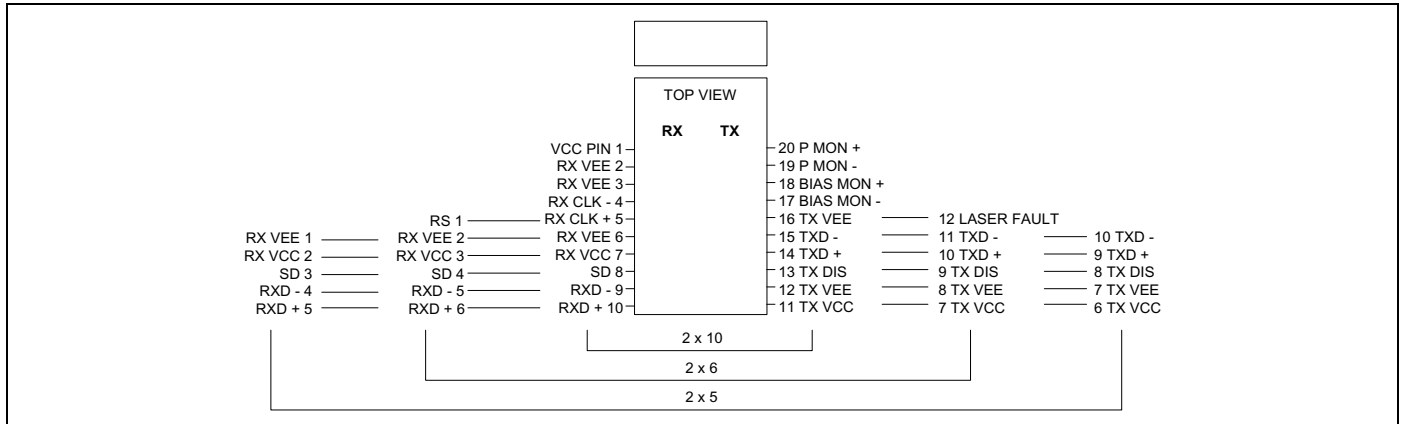 TOP VIEW
RX TX
VCC PIN 1 20 P MON +
RX VEE 2 19 P MON -
RX VEE 3 18 BIAS MON +
RX CLK - 4 17 BIAS MON -
RS 1 RX CLK + 5 16 TX VEE 12 LASER FAULT
RX VEE 1 RX VEE 2 RX VEE 6 15 TXD - 11 TXD - 10 TXD -
RX VCC 2 RX VCC 3 RX VCC 7 14 TXD + 10 TXD + 9 TXD +
SD 3 SD 4 SD 8 13 TX DIS 9 TX DIS 8 TX DIS
RXD - 4 RXD - 5 RXD - 9 12 TX VEE 8 TX VEE 7 TX VEE
RXD + 5 RXD + 6 RXD + 10 11 TX VCC 7 TX VCC 6 TX VCC
2 x 10
2 x 6
2 x 5